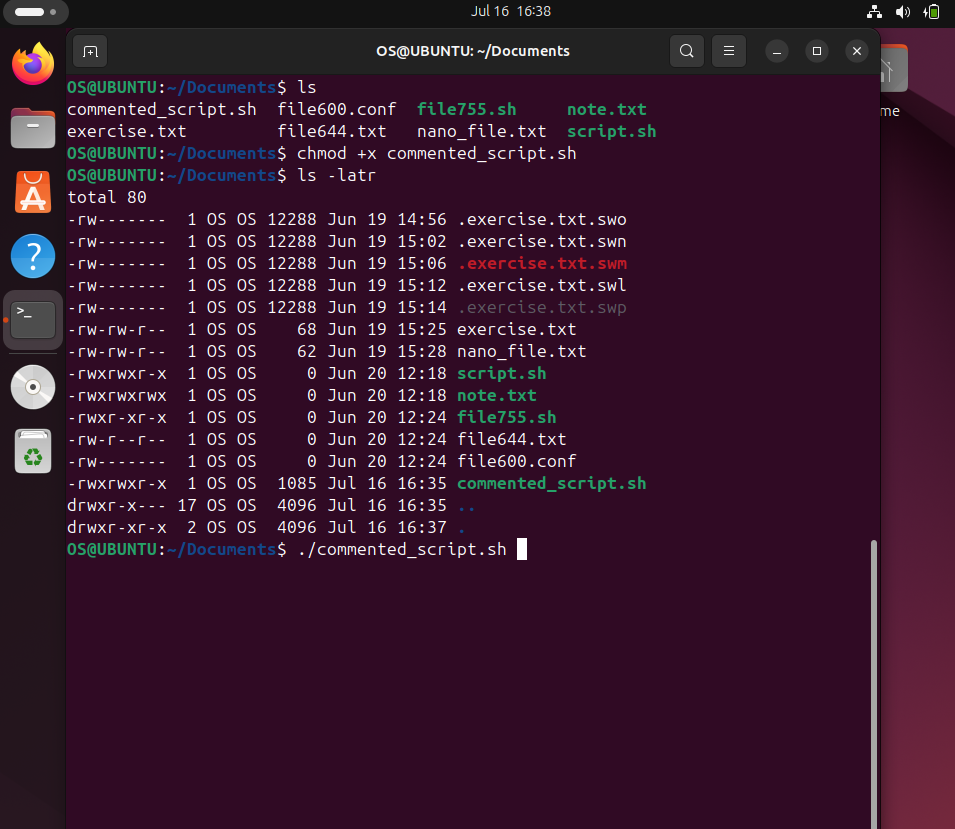 Jul 16 16:38
OS@UBUNTU: ~/Documents
me
OS@UBUNTU:~/Documents$ ls
commented_script.sh  file600.conf  file755.sh     note.txt
exercise.txt         file644.txt   nano_file.txt  script.sh
OS@UBUNTU:~/Documents$ chmod +x commented_script.sh
OS@UBUNTU:~/Documents$ ls -latr
total 80
-rw-------  1 OS OS 12288 Jun 19 14:56 .exercise.txt.swo
-rw-------  1 OS OS 12288 Jun 19 15:02 .exercise.txt.swn
-rw-------  1 OS OS 12288 Jun 19 15:06 .exercise.txt.swm
-rw-------  1 OS OS 12288 Jun 19 15:12 .exercise.txt.swl
-rw-------  1 OS OS 12288 Jun 19 15:14 .exercise.txt.swp
-rw-rw-r--  1 OS OS    68 Jun 19 15:25 exercise.txt
-rw-rw-r--  1 OS OS    62 Jun 19 15:28 nano_file.txt
-rwxrwxr-x  1 OS OS     0 Jun 20 12:18 script.sh
-rwxrwxrwx  1 OS OS     0 Jun 20 12:18 note.txt
-rwxr-xr-x  1 OS OS     0 Jun 20 12:24 file755.sh
-rw-r--r--  1 OS OS     0 Jun 20 12:24 file644.txt
-rw-------  1 OS OS     0 Jun 20 12:24 file600.conf
-rwxrwxr-x  1 OS OS  1085 Jul 16 16:35 commented_script.sh
drwxr-x--- 17 OS OS  4096 Jul 16 16:35 ..
drwxr-xr-x  2 OS OS  4096 Jul 16 16:37 .
OS@UBUNTU:~/Documents$ ./commented_script.sh